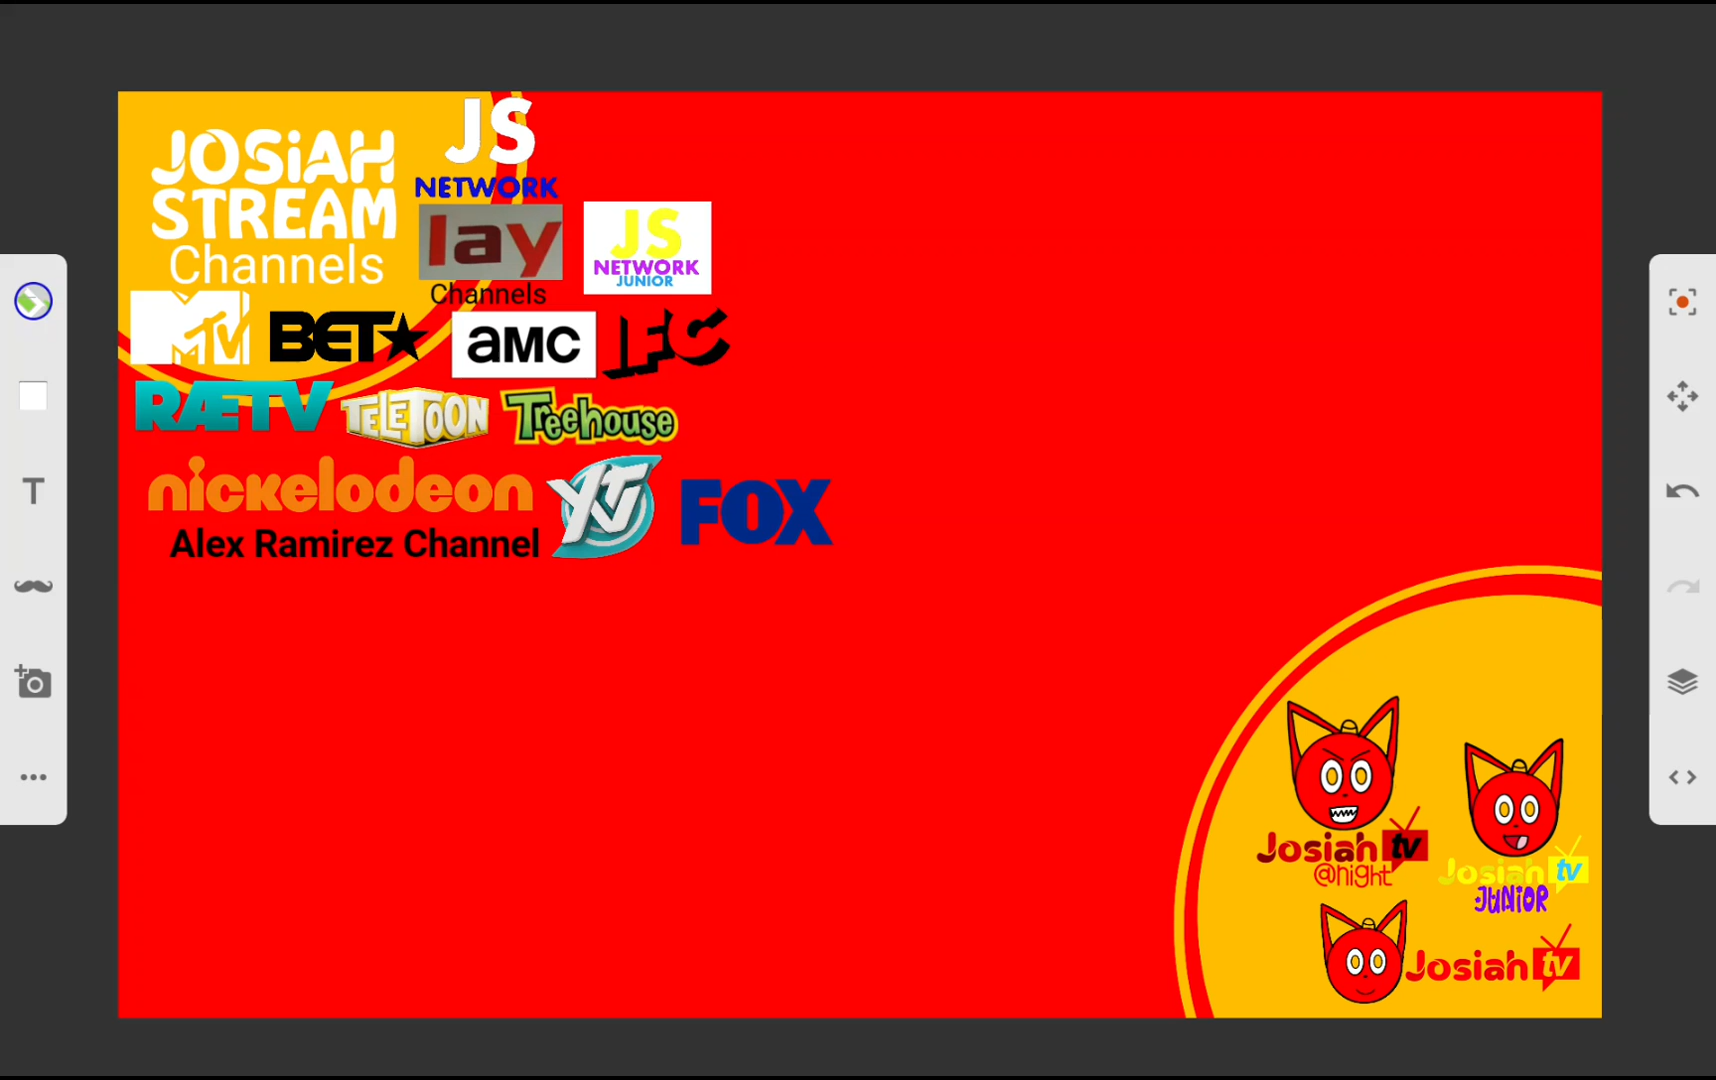 JOSiAH
STREAM
Channels
JS
NETWORK
lay
Channels
JS
NETWORK
JUNIOR
MTV
BET
aMC
IFC
RÆTV
TELETOON
Treehouse
nickelodeon
Alex Ramirez Channel
YTV
FOX
Josiah tv
@night
Josiah tv
JUNiOR
Josiah tv
T